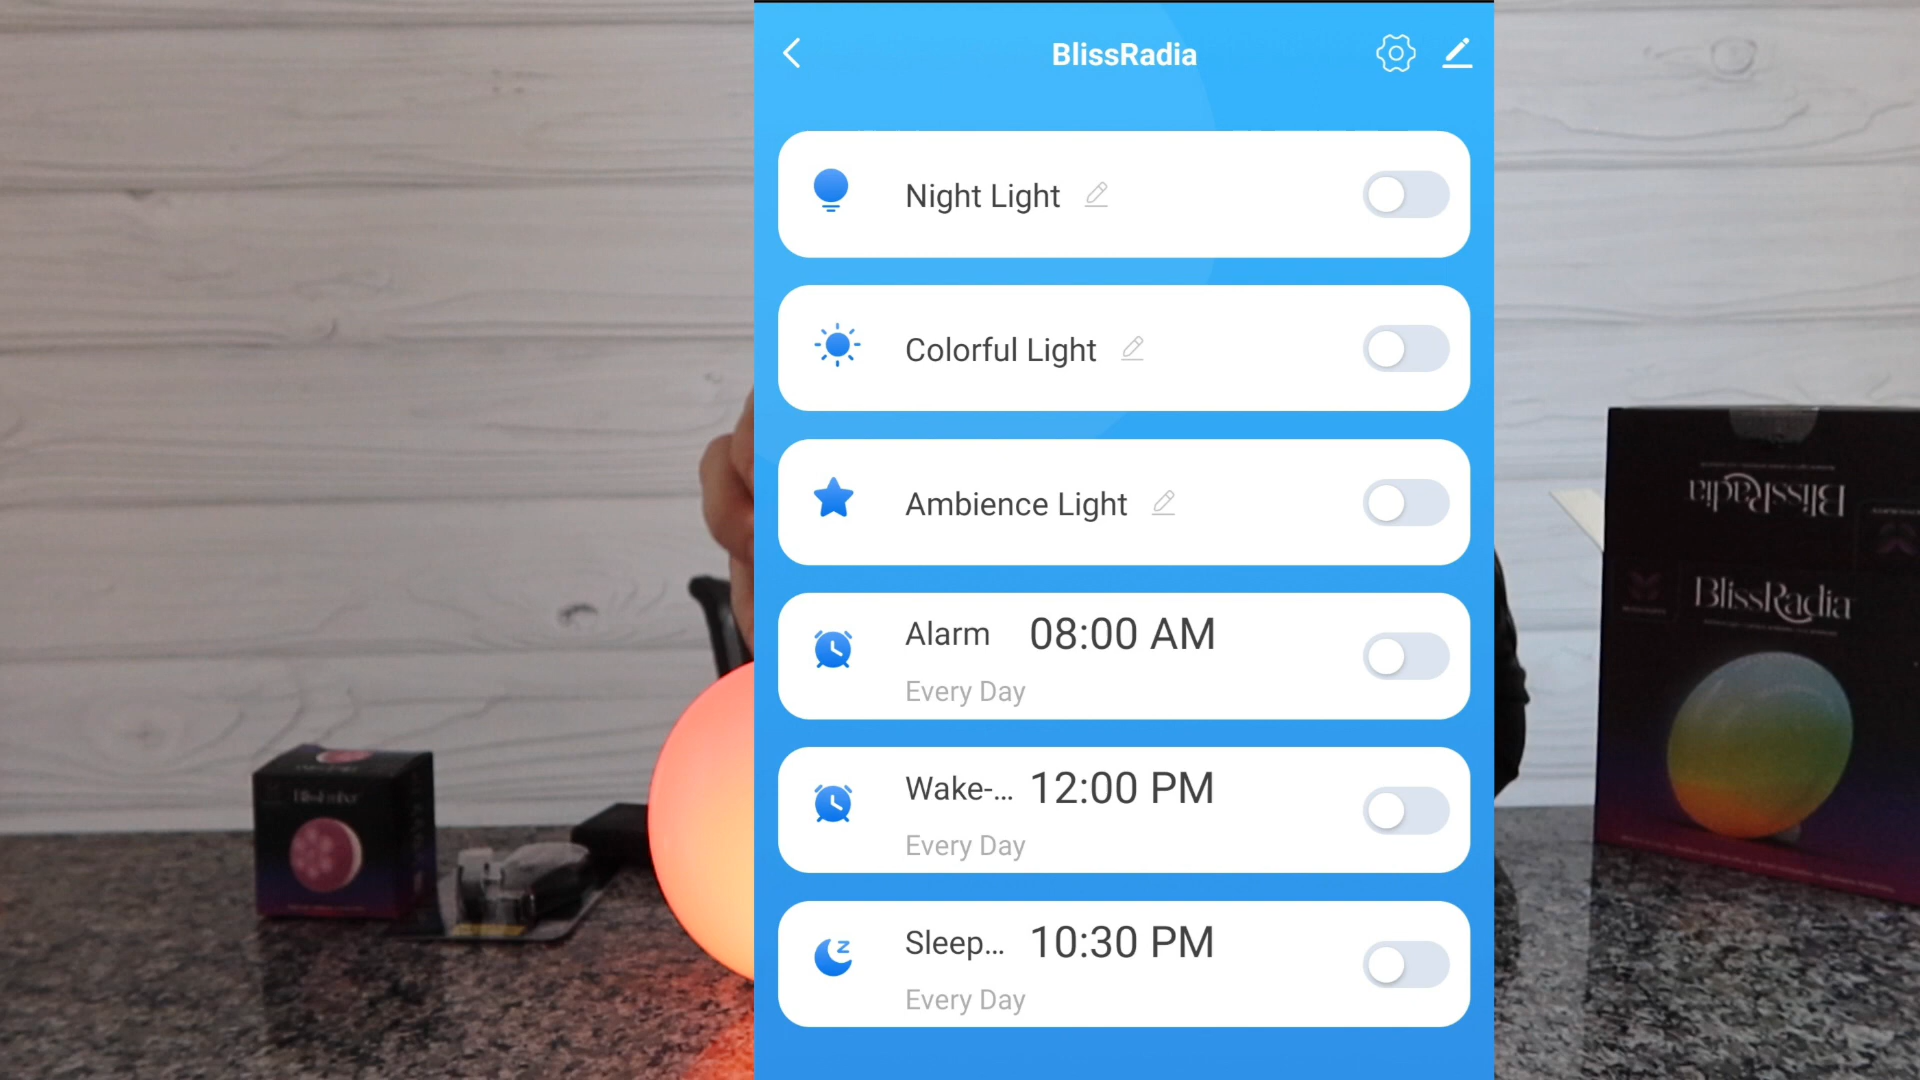 BlissRadia
Night Light
Colorful Light
Ambience Light
Alarm 08:00 AM
Every Day
Wake-... 12:00 PM
Every Day
Sleep... 10:30 PM
Every Day
BlissRadia
BlissRadia